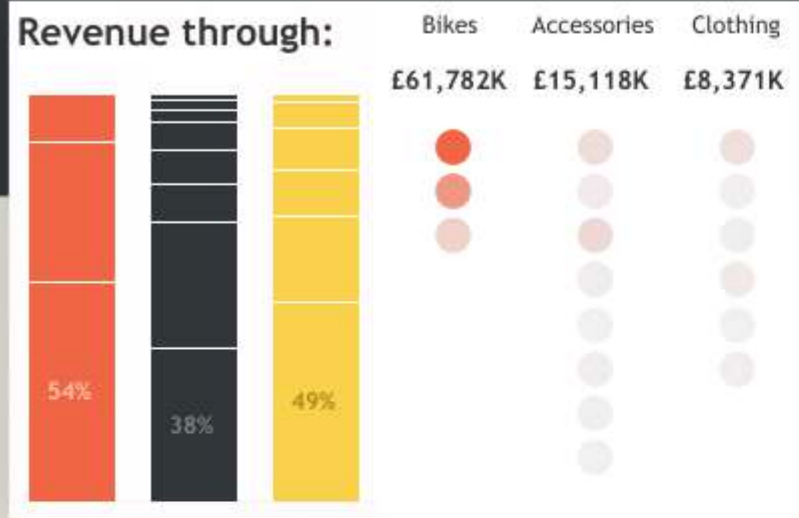 Revenue through:
Bikes Accessories Clothing
£61,782K £15,118K £8,371K
54%
38%
49%